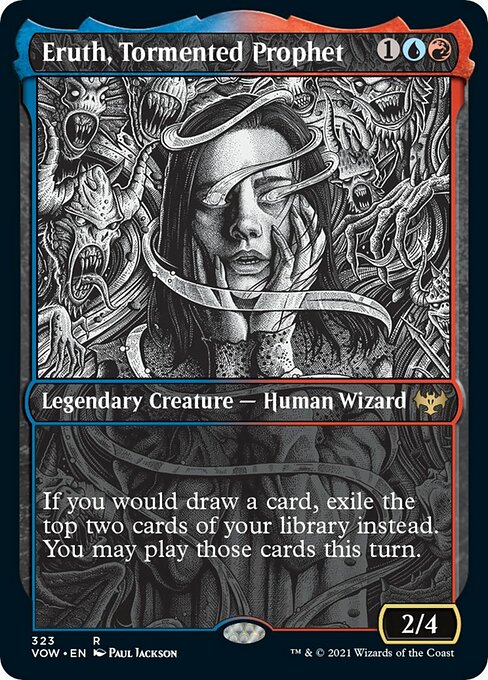 Eruth, Tormented Prophet 1
Legendary Creature — Human Wizard
If you would draw a card, exile the
top two cards of your library instead.
You may play those cards this turn.
2/4
323 R
VOW • EN Paul Jackson
™ & © 2021 Wizards of the Coast